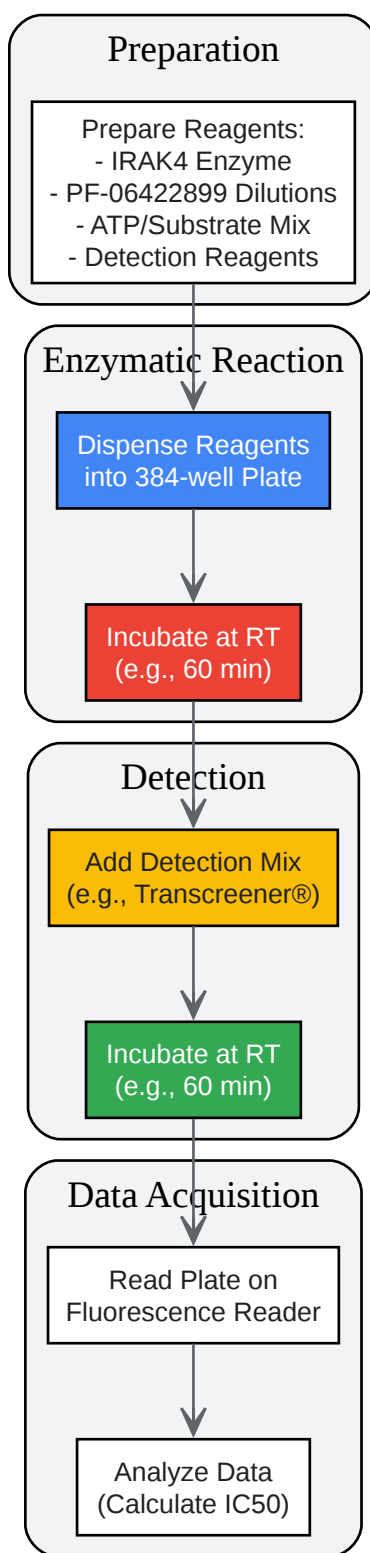 Preparation
Prepare Reagents:
- IRAK4 Enzyme
- PF-06422899 Dilutions
- ATP/Substrate Mix
- Detection Reagents
Enzymatic Reaction
Dispense Reagents
into 384-well Plate
Incubate at RT
(e.g., 60 min)
Detection
Add Detection Mix
(e.g., Transcreener®)
Incubate at RT
(e.g., 60 min)
Data Acquisition
Read Plate on
Fluorescence Reader
Analyze Data
(Calculate IC50)